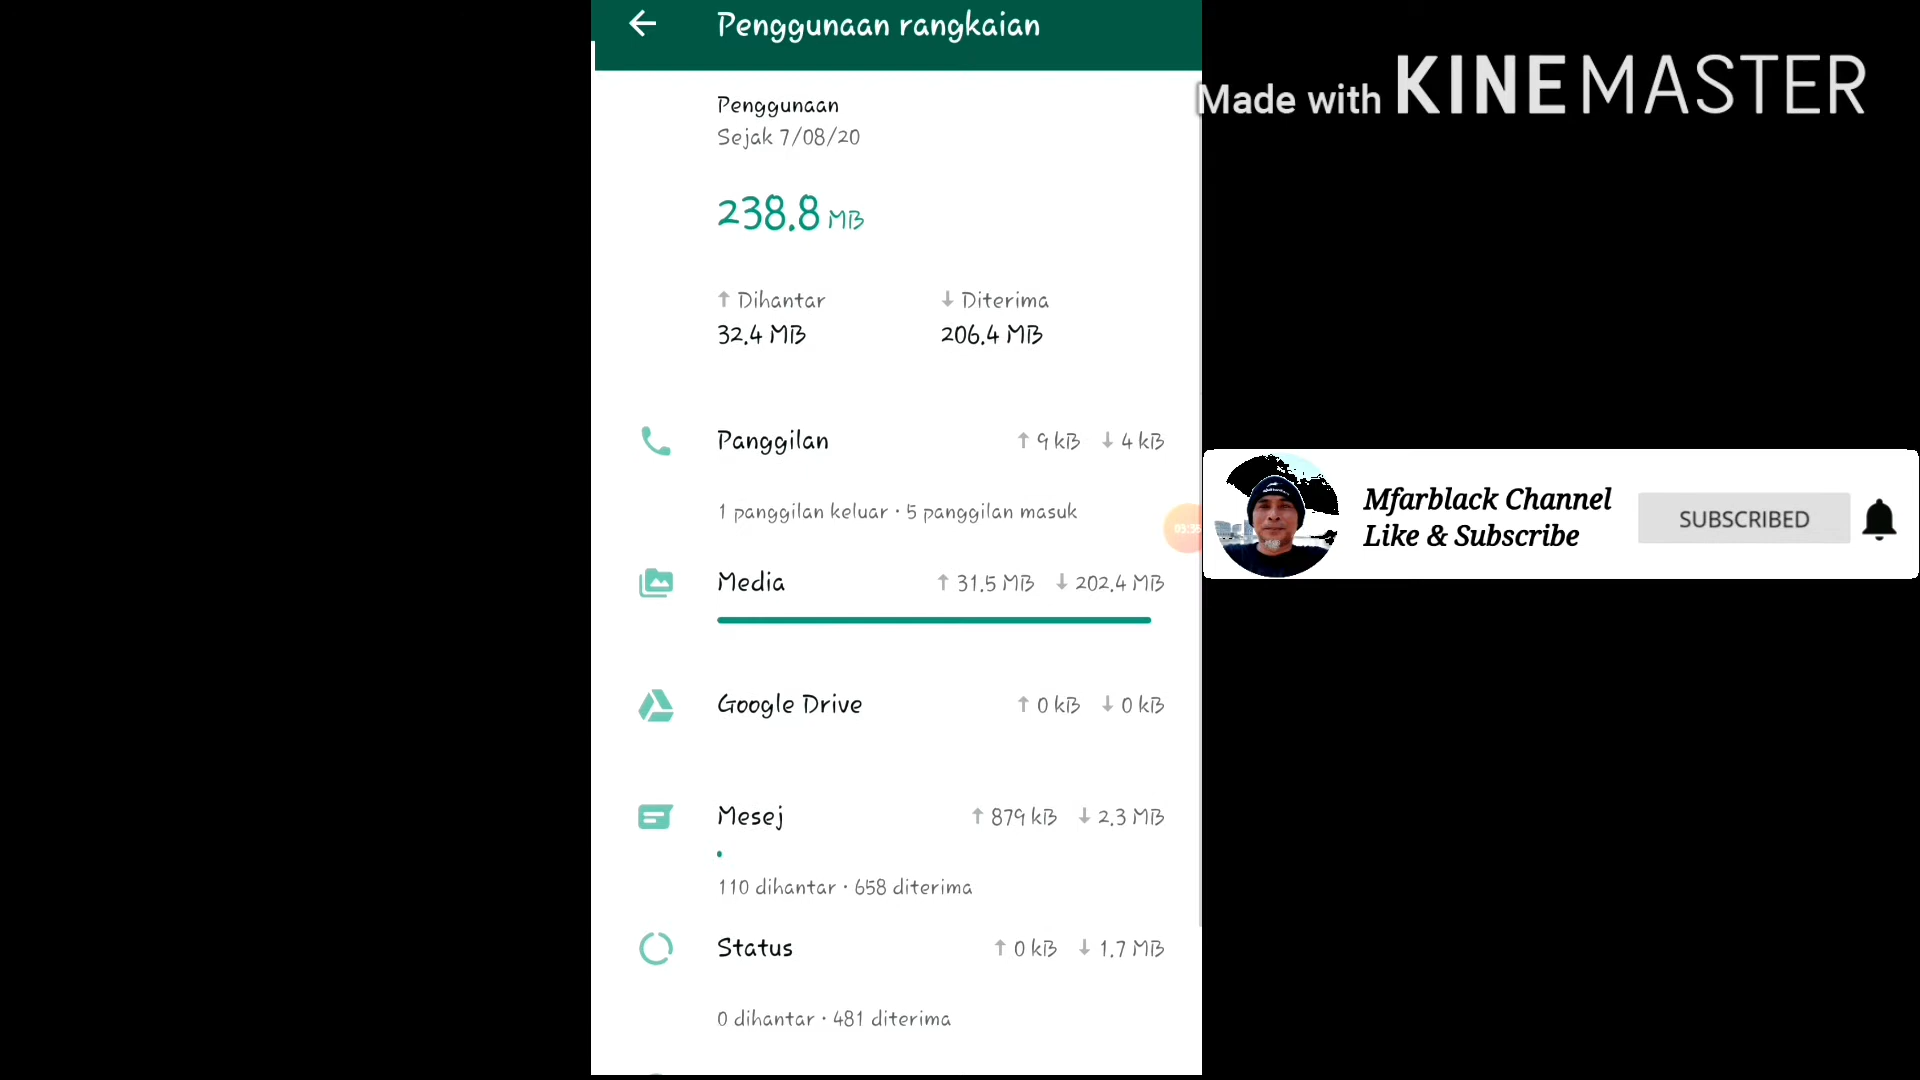 Penggunaan rangkaian
Made with KINEMASTER
Penggunaan
Sejak 7/08/20
238.8 MB
↑ Dihantar ↓ Diterima
32.4 MB 206.4 MB
Panggilan ↑ 9 kB ↓ 4 kB
1 panggilan keluar · 5 panggilan masuk
Mfarblack Channel
Like & Subscribe
SUBSCRIBED
Media ↑ 31.5 MB ↓ 202.4 MB
Google Drive ↑ 0 kB ↓ 0 kB
Mesej ↑ 879 kB ↓ 2.3 MB
110 dihantar · 658 diterima
Status ↑ 0 kB ↓ 1.7 MB
0 dihantar · 481 diterima